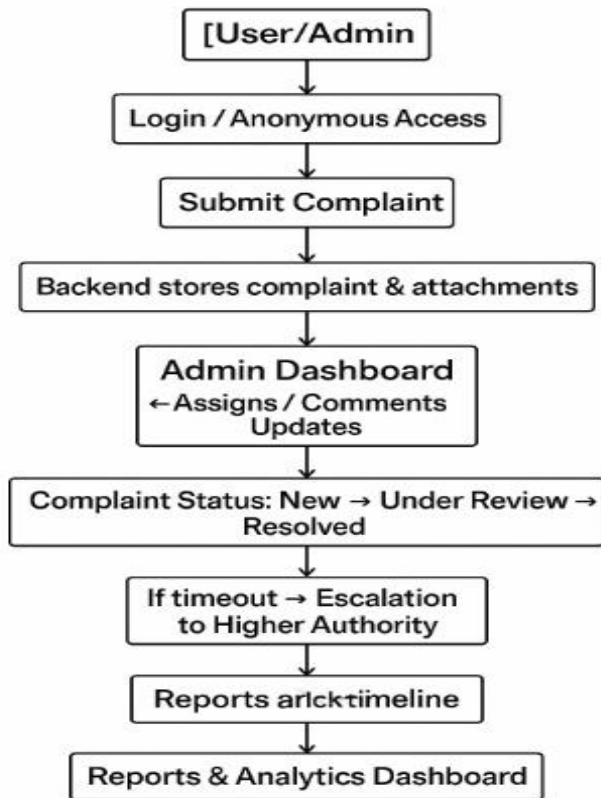 [User/Admin
Login / Anonymous Access
Submit Complaint
Backend stores complaint & attachments
Admin Dashboard
←Assigns / Comments
Updates
Complaint Status: New → Under Review →
Resolved
If timeout → Escalation
to Higher Authority
Reports
Reports & Analytics Dashboard